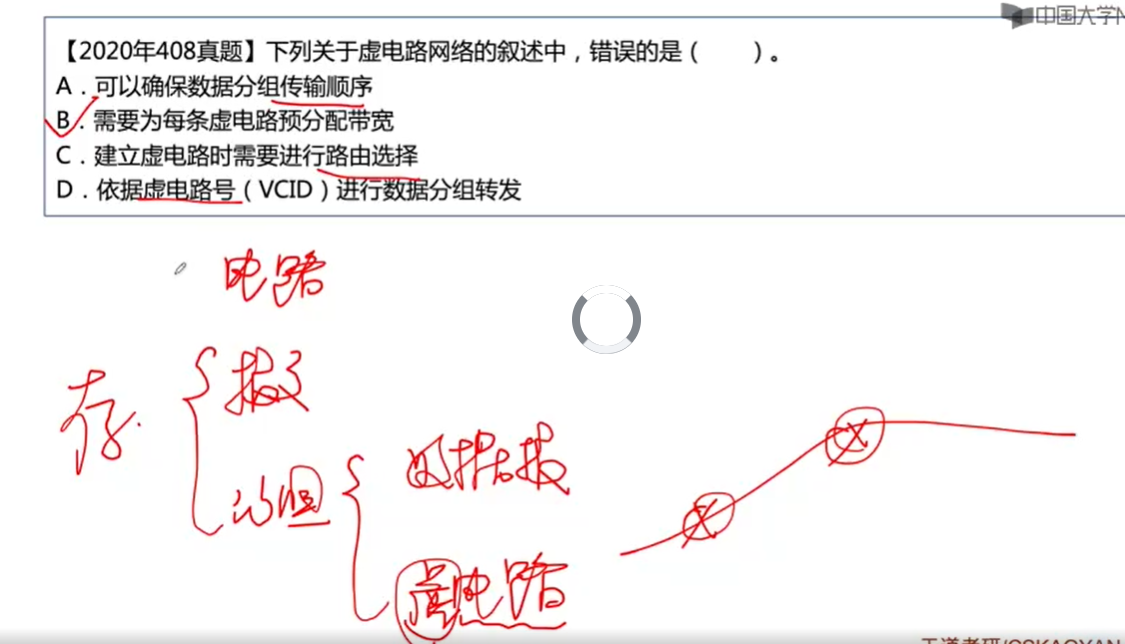 中国大学M
【2020年408真题】下列关于虚电路网络的叙述中，错误的是（　　）。
A．可以确保数据分组传输顺序
B．需要为每条虚电路预分配带宽
C．建立虚电路时需要进行路由选择
D．依据虚电路号（VCID）进行数据分组转发
电路
存
报文
分组
数据报
虚电路
王道考研/CSKAOYAN